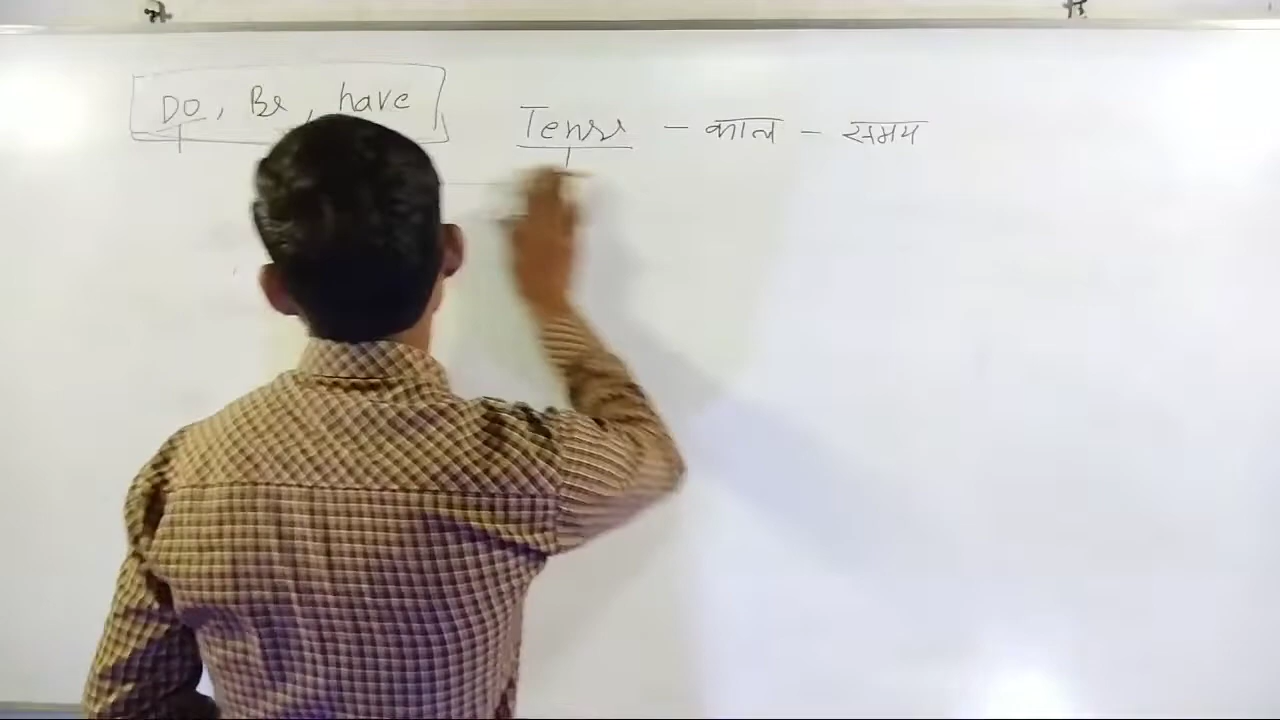 DO, Be, have
Tense - काल - समय